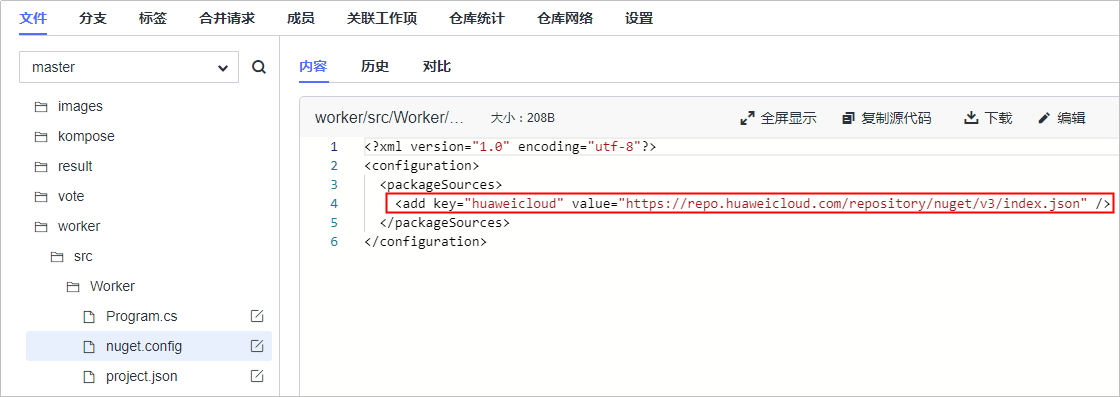 文件 分支 标签 合并请求 成员 关联工作项 仓库统计 仓库网络 设置
master
images
kompose
result
vote
worker
src
Worker
Program.cs
nuget.config
project.json
内容 历史 对比
worker/src/Worker/... 大小：208B 全屏显示 复制源代码 下载 编辑
1 <?xml version="1.0" encoding="utf-8"?>
2 <configuration>
3 <packageSources>
4 <add key="huaweicloud" value="https://repo.huaweicloud.com/repository/nuget/v3/index.json" />
5 </packageSources>
6 </configuration>